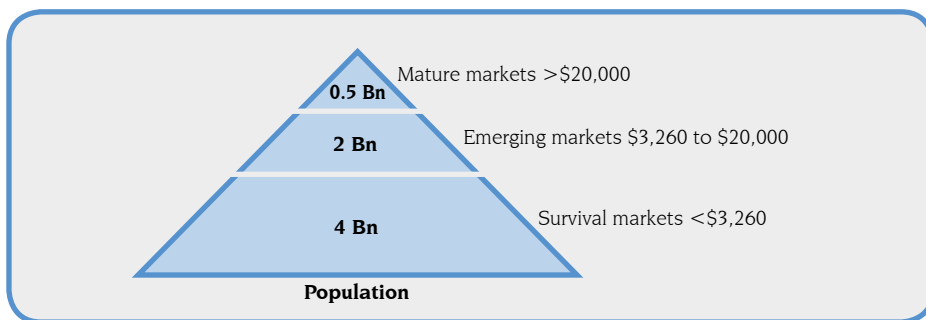 Mature markets >$20,000
0.5 Bn
Emerging markets $3,260 to $20,000
2 Bn
Survival markets <$3,260
4 Bn
Population